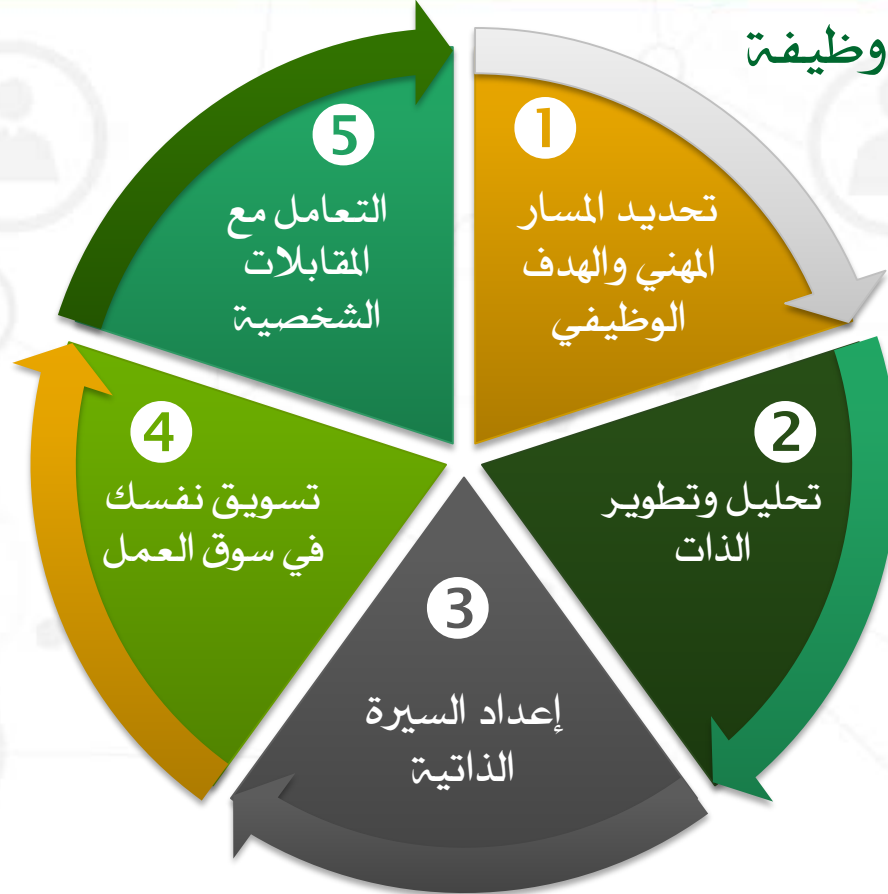 وظيفة
1
تحديد المسار
المهني والهدف
الوظيفي
2
تحليل وتطوير
الذات
3
إعداد السيرة
الذاتية
4
تسويق نفسك
في سوق العمل
5
التعامل مع
المقابلات
الشخصية